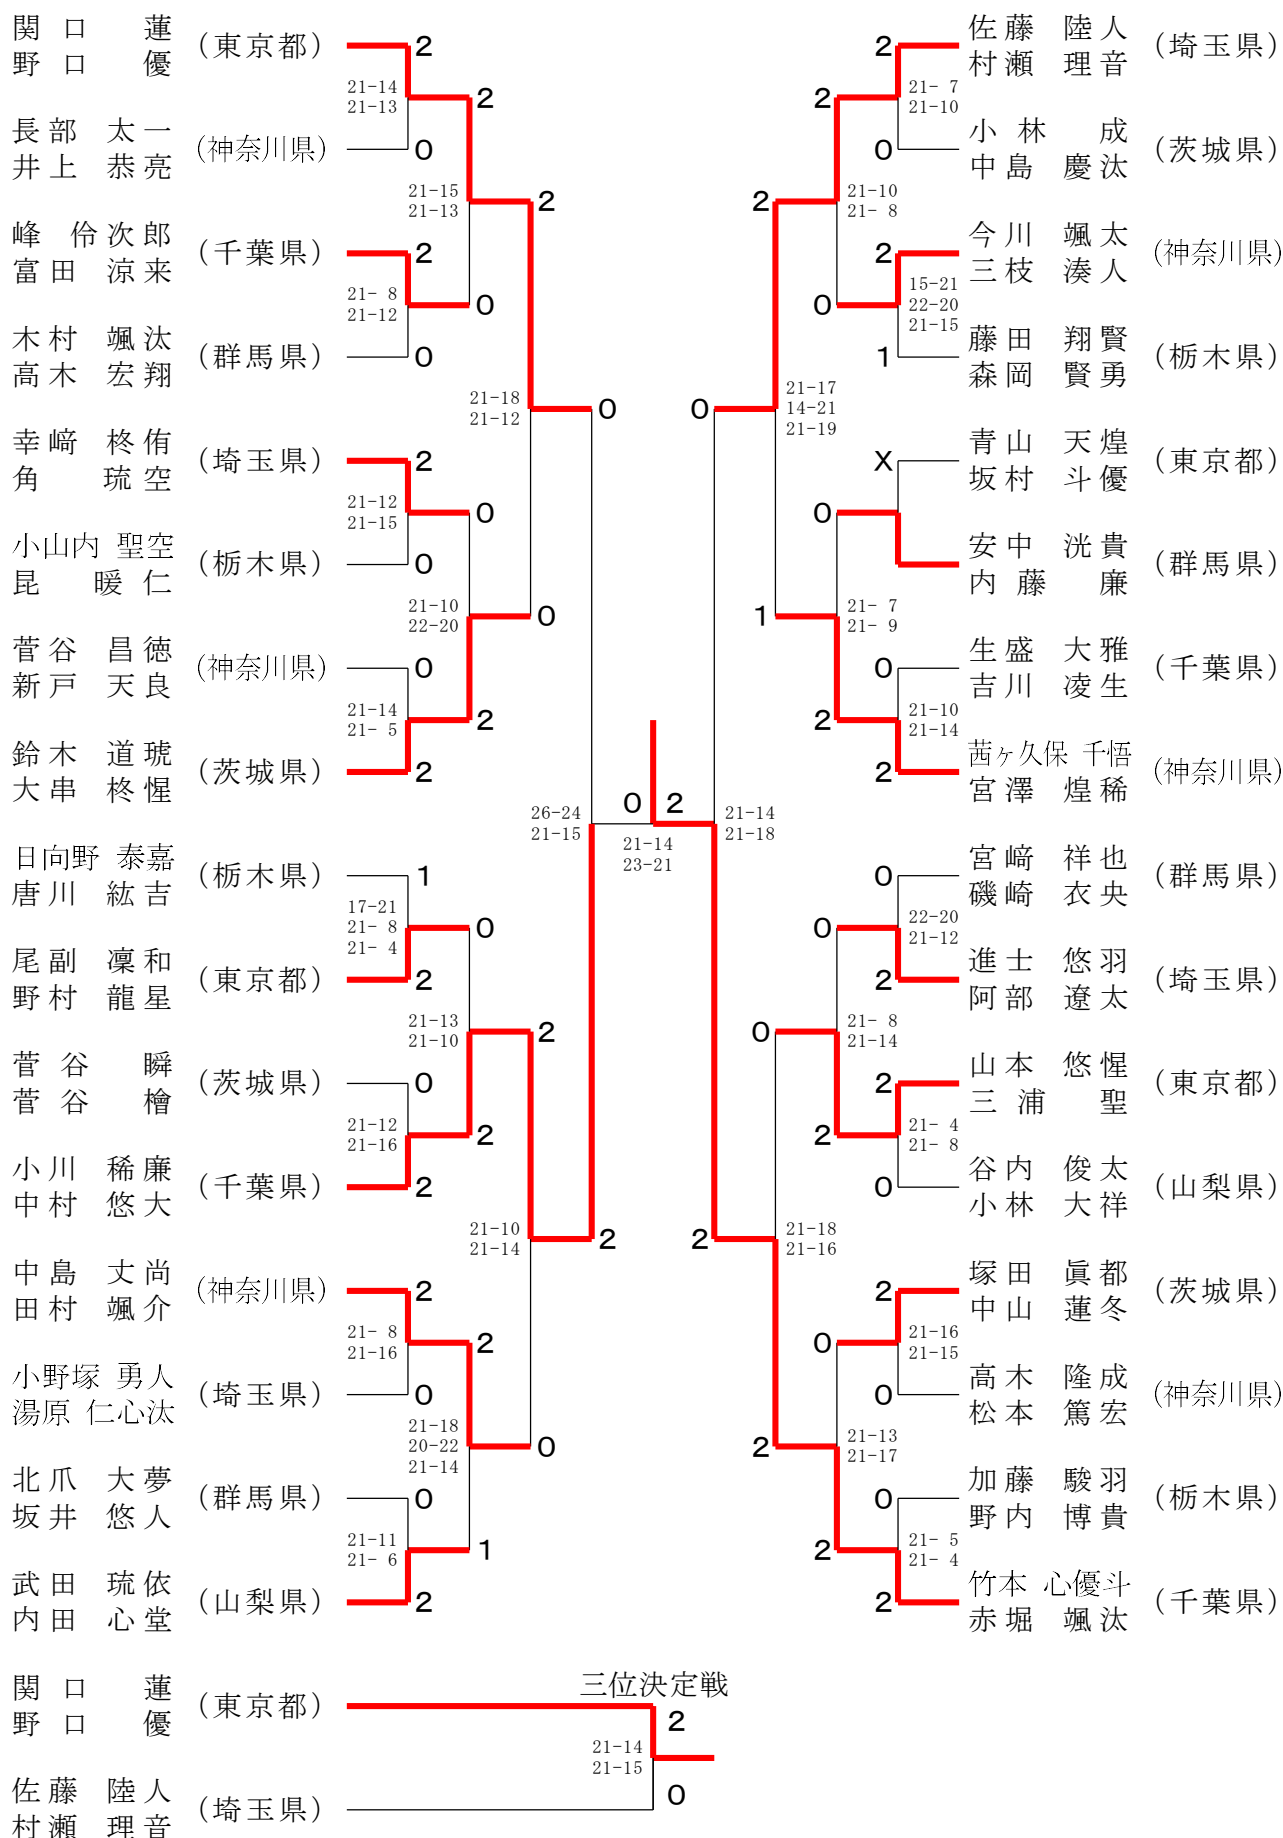 関口 蓮
野口 優
(東京都)
2
21-14
21-13
2
長部 太一
井上 恭亮
(神奈川県)
0
21-15
21-13
2
峰 伶次郎
富田 涼来
(千葉県)
2
21- 8
21-12
0
木村 颯汰
高木 宏翔
(群馬県)
0
21-18
21-12
0
幸﨑 柊侑
角 琉空
(埼玉県)
2
21-12
21-15
0
小山内 聖空
昆 暖仁
(栃木県)
0
21-10
22-20
0
菅谷 昌徳
新戸 天良
(神奈川県)
0
21-14
21- 5
2
鈴木 道琥
大串 柊惺
(茨城県)
2
26-24
21-15
日向野 泰嘉
唐川 紘吉
(栃木県)
1
17-21
21- 8
21- 4
0
尾副 凜和
野村 龍星
(東京都)
2
21-13
21-10
2
菅谷 瞬
菅谷 檜
(茨城県)
0
21-12
21-16
2
小川 稀廉
中村 悠大
(千葉県)
2
21-10
21-14
2
中島 丈尚
田村 颯介
(神奈川県)
2
21- 8
21-16
2
小野塚 勇人
湯原 仁心汰
(埼玉県)
0
21-18
20-22
21-14
0
北爪 大夢
坂井 悠人
(群馬県)
0
21-11
21- 6
1
武田 琉依
内田 心堂
(山梨県)
2
0 2
21-14
23-21
2
佐藤 陸人
村瀬 理音
(埼玉県)
2
21- 7
21-10
0
小林 成
中島 慶汰
(茨城県)
2
21-10
21- 8
2
今川 颯太
三枝 湊人
(神奈川県)
0
15-21
22-20
21-15
1
藤田 翔賢
森岡 賢勇
(栃木県)
0
21-17
14-21
21-19
X
青山 天煌
坂村 斗優
(東京都)
0
安中 洸貴
内藤 廉
(群馬県)
1
21- 7
21- 9
0
生盛 大雅
吉川 凌生
(千葉県)
2
21-10
21-14
2
茜ヶ久保 千悟
宮澤 煌稀
(神奈川県)
21-14
21-18
0
宮﨑 祥也
磯崎 衣央
(群馬県)
0
22-20
21-12
2
進士 悠羽
阿部 遼太
(埼玉県)
0
21- 8
21-14
2
山本 悠惺
三浦 聖
(東京都)
2
21- 4
21- 8
0
谷内 俊太
小林 大祥
(山梨県)
2
21-18
21-16
2
塚田 眞都
中山 蓮冬
(茨城県)
0
21-16
21-15
0
高木 隆成
松本 篤宏
(神奈川県)
2
21-13
21-17
0
加藤 駿羽
野内 博貴
(栃木県)
2
21- 5
21- 4
2
竹本 心優斗
赤堀 颯汰
(千葉県)
三位決定戦
関口 蓮
野口 優
(東京都)
2
21-14
21-15
佐藤 陸人
村瀬 理音
(埼玉県)
0